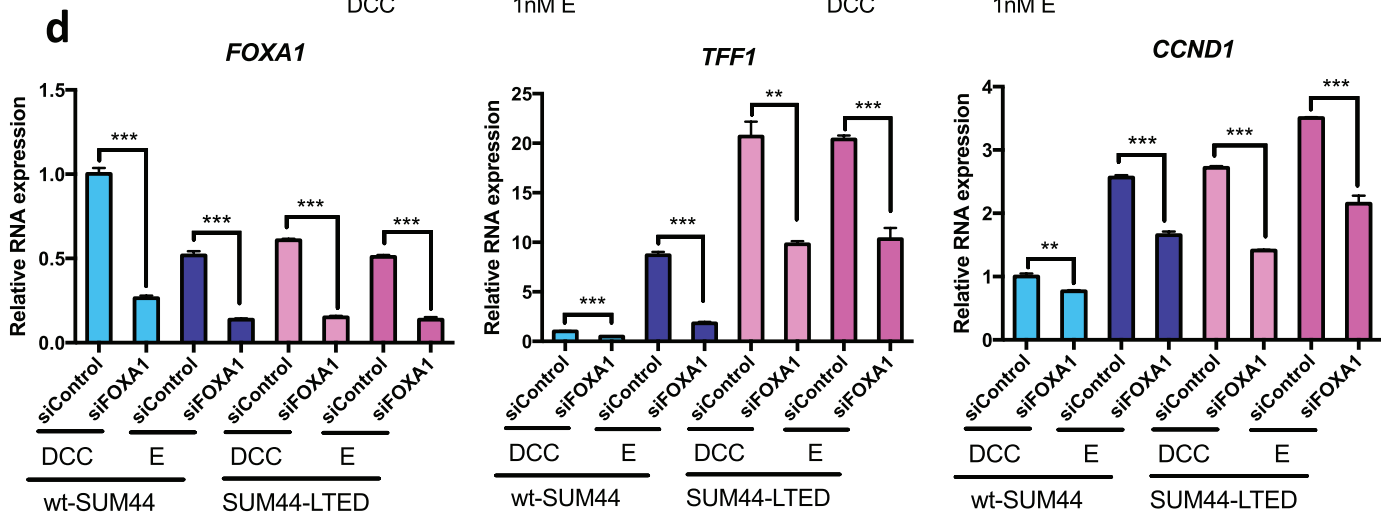 DCC 1nM E DCC 1nM E
d
FOXA1
Relative RNA expression
1.5
1.0
0.5
0.0
***
***
***
***
siControl siFOXA1 siControl siFOXA1 siControl siFOXA1 siControl siFOXA1
DCC E DCC E
wt-SUM44 SUM44-LTED
TFF1
Relative RNA expression
25
20
15
10
5
0
***
***
**
***
siControl siFOXA1 siControl siFOXA1 siControl siFOXA1 siControl siFOXA1
DCC E DCC E
wt-SUM44 SUM44-LTED
CCND1
Relative RNA expression
4
3
2
1
0
**
***
***
***
siControl siFOXA1 siControl siFOXA1 siControl siFOXA1 siControl siFOXA1
DCC E DCC E
wt-SUM44 SUM44-LTED